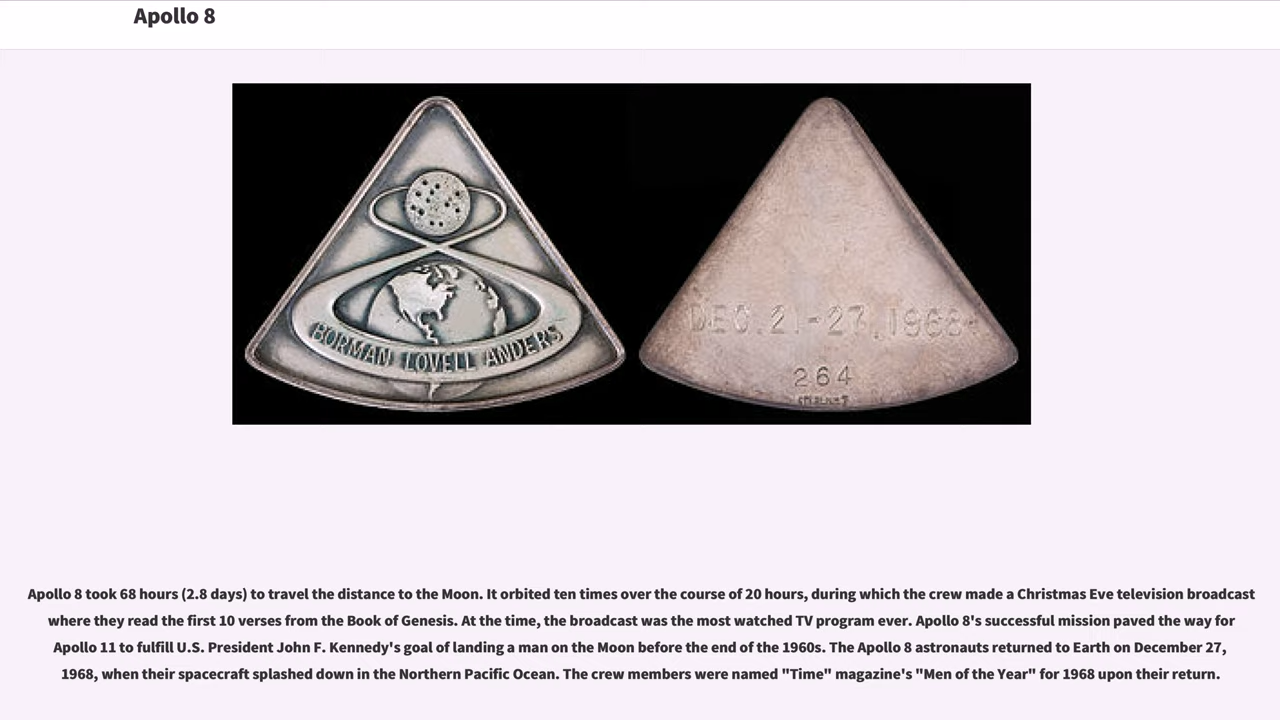 Apollo 8
BORMAN LOVELL ANDERS
DEC. 21-27, 1968
264
Apollo 8 took 68 hours (2.8 days) to travel the distance to the Moon. It orbited ten times over the course of 20 hours, during which the crew made a Christmas Eve television broadcast
where they read the first 10 verses from the Book of Genesis. At the time, the broadcast was the most watched TV program ever. Apollo 8's successful mission paved the way for
Apollo 11 to fulfill U.S. President John F. Kennedy's goal of landing a man on the Moon before the end of the 1960s. The Apollo 8 astronauts returned to Earth on December 27,
1968, when their spacecraft splashed down in the Northern Pacific Ocean. The crew members were named "Time" magazine's "Men of the Year" for 1968 upon their return.